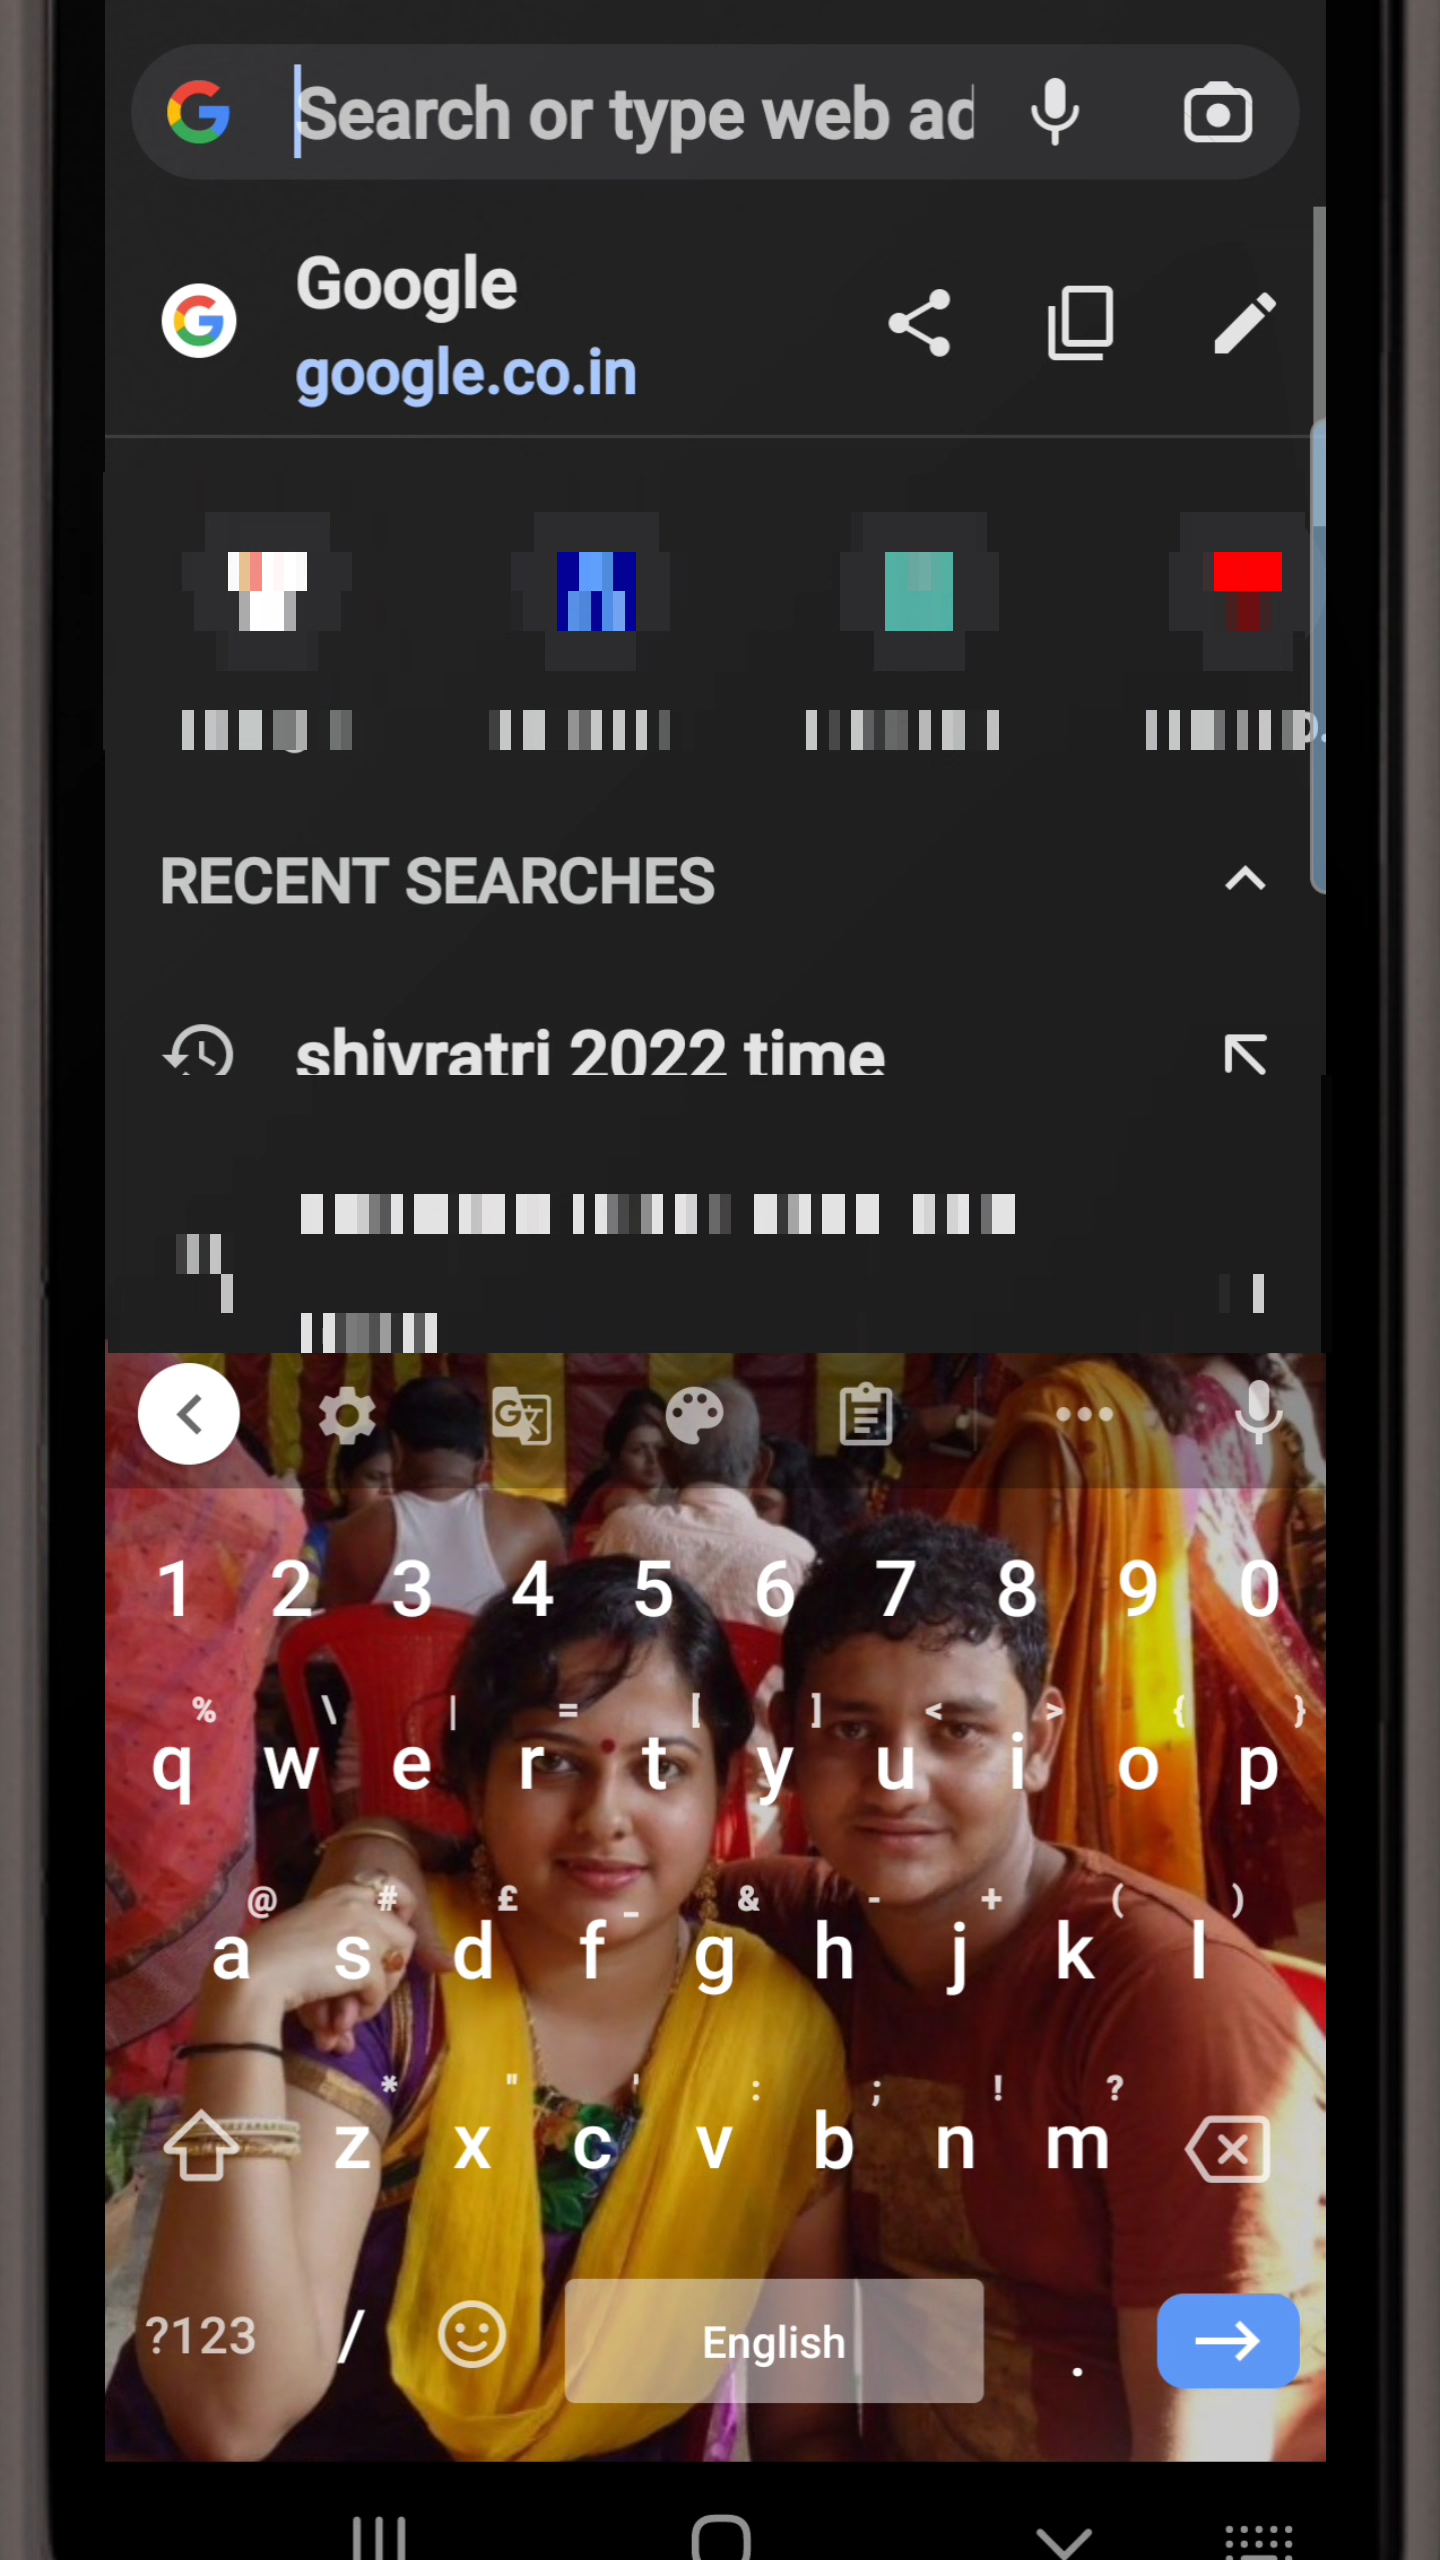 Search or type web ad
Google
google.co.in
RECENT SEARCHES
shivratri 2022 time
1 2 3 4 5 6 7 8 9 0
% \ | = [ ] < > { }
q w e r t y u i o p
@ # £ _ & - + ( )
a s d f g h j k l
* " ' : ; ! ?
z x c v b n m
?123 / English .